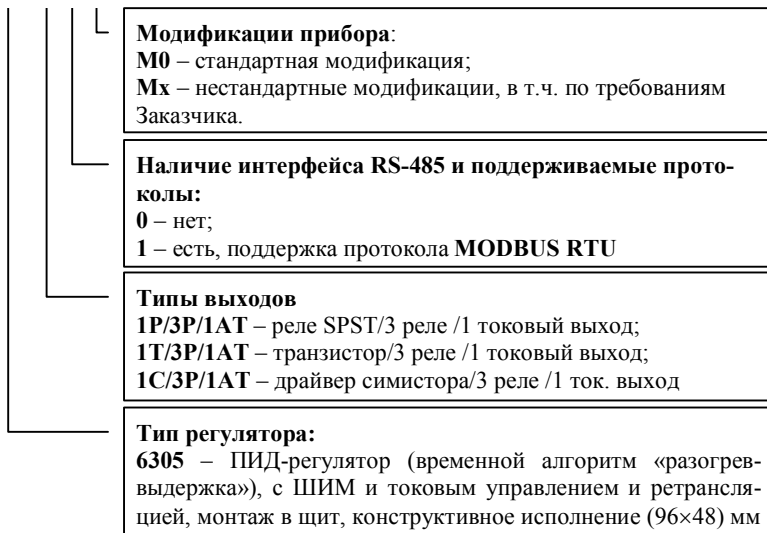 Модификации прибора:
М0 – стандартная модификация;
Мх – нестандартные модификации, в т.ч. по требованиям
Заказчика.
Наличие интерфейса RS-485 и поддерживаемые прото-
колы:
0 – нет;
1 – есть, поддержка протокола MODBUS RTU
Типы выходов
1Р/3Р/1АТ – реле SPST/3 реле /1 токовый выход;
1Т/3Р/1АТ – транзистор/3 реле /1 токовый выход;
1С/3Р/1АТ – драйвер симистора/3 реле /1 ток. выход
Тип регулятора:
6305 – ПИД-регулятор (временной алгоритм «разогрев-
выдержка»), с ШИМ и токовым управлением и ретрансля-
цией, монтаж в щит, конструктивное исполнение (96×48) мм